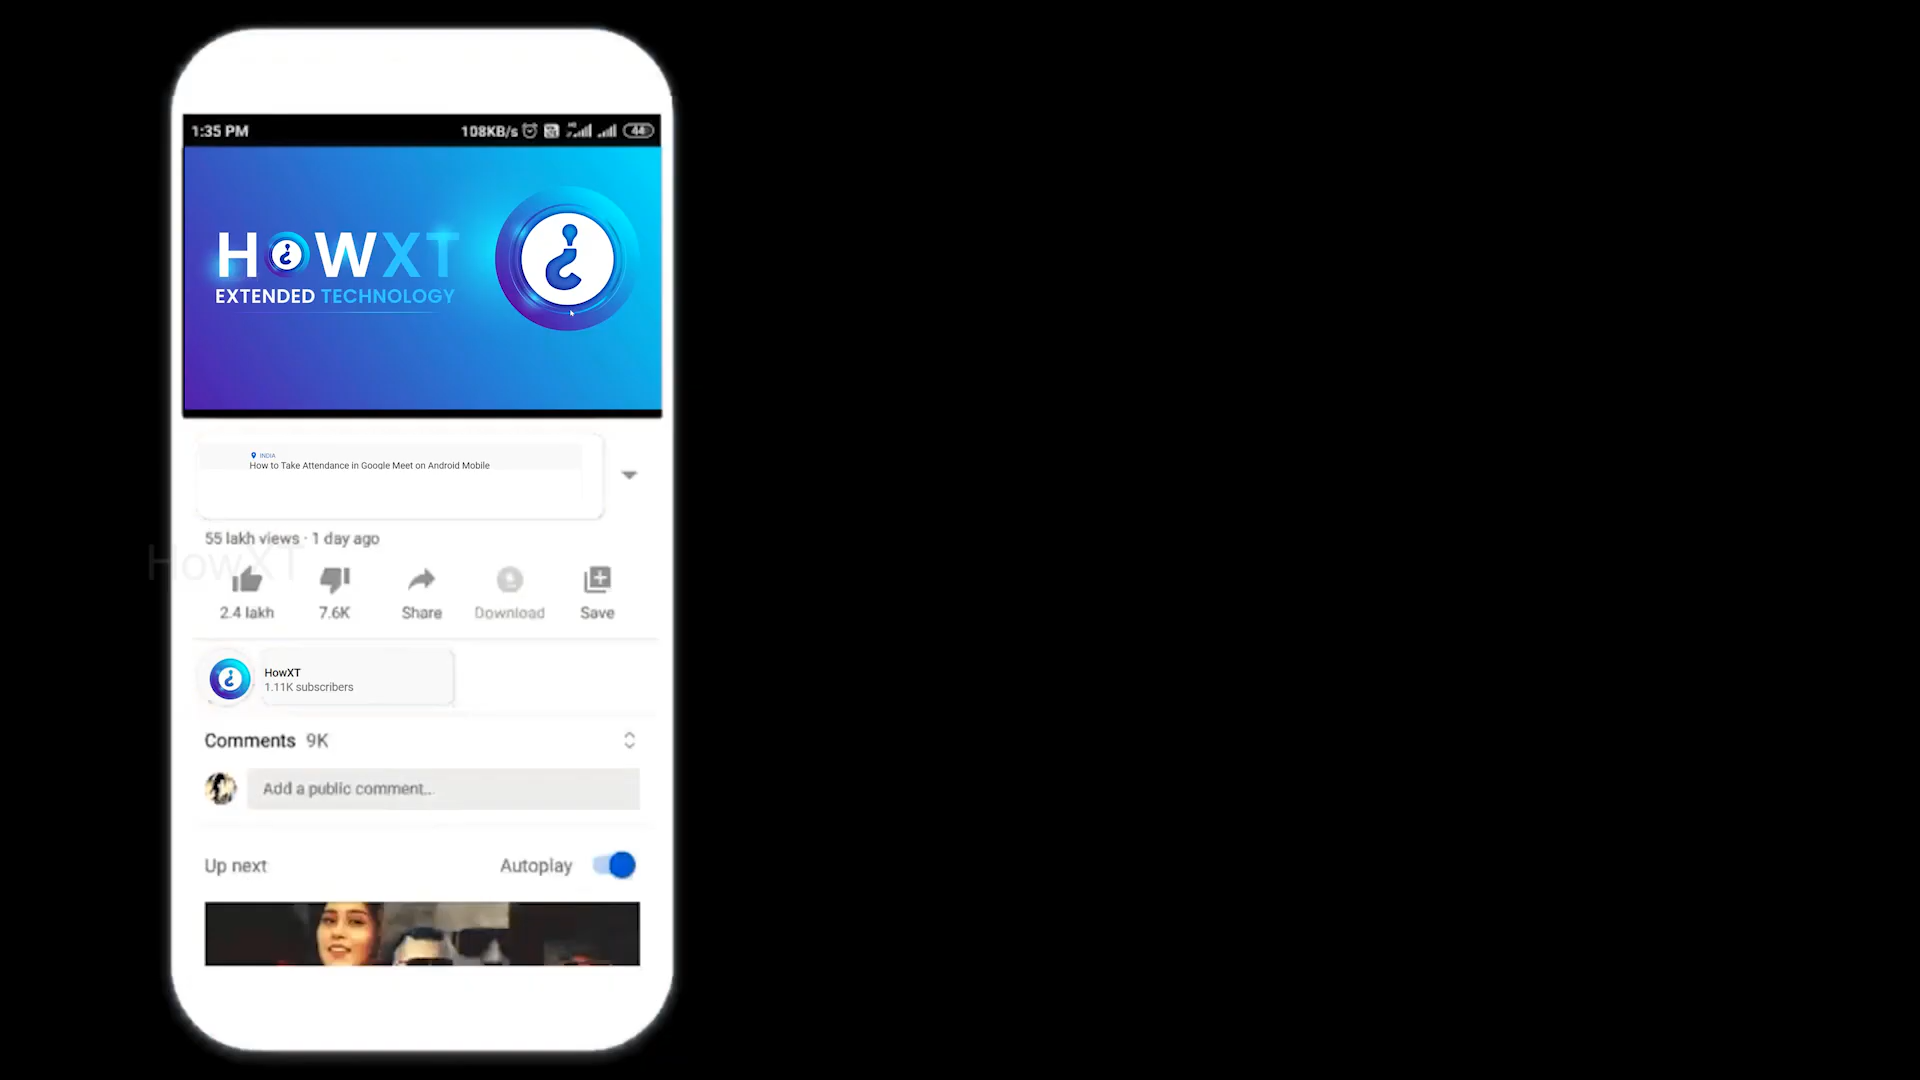 1:35 PM 108KB/s 44
HOWXT
EXTENDED TECHNOLOGY
INDIA
How to Take Attendance in Google Meet on Android Mobile
55 lakh views · 1 day ago
HowXT
2.4 lakh 7.6K Share Download Save
HowXT
1.11K subscribers
Comments 9K
Add a public comment...
Up next Autoplay